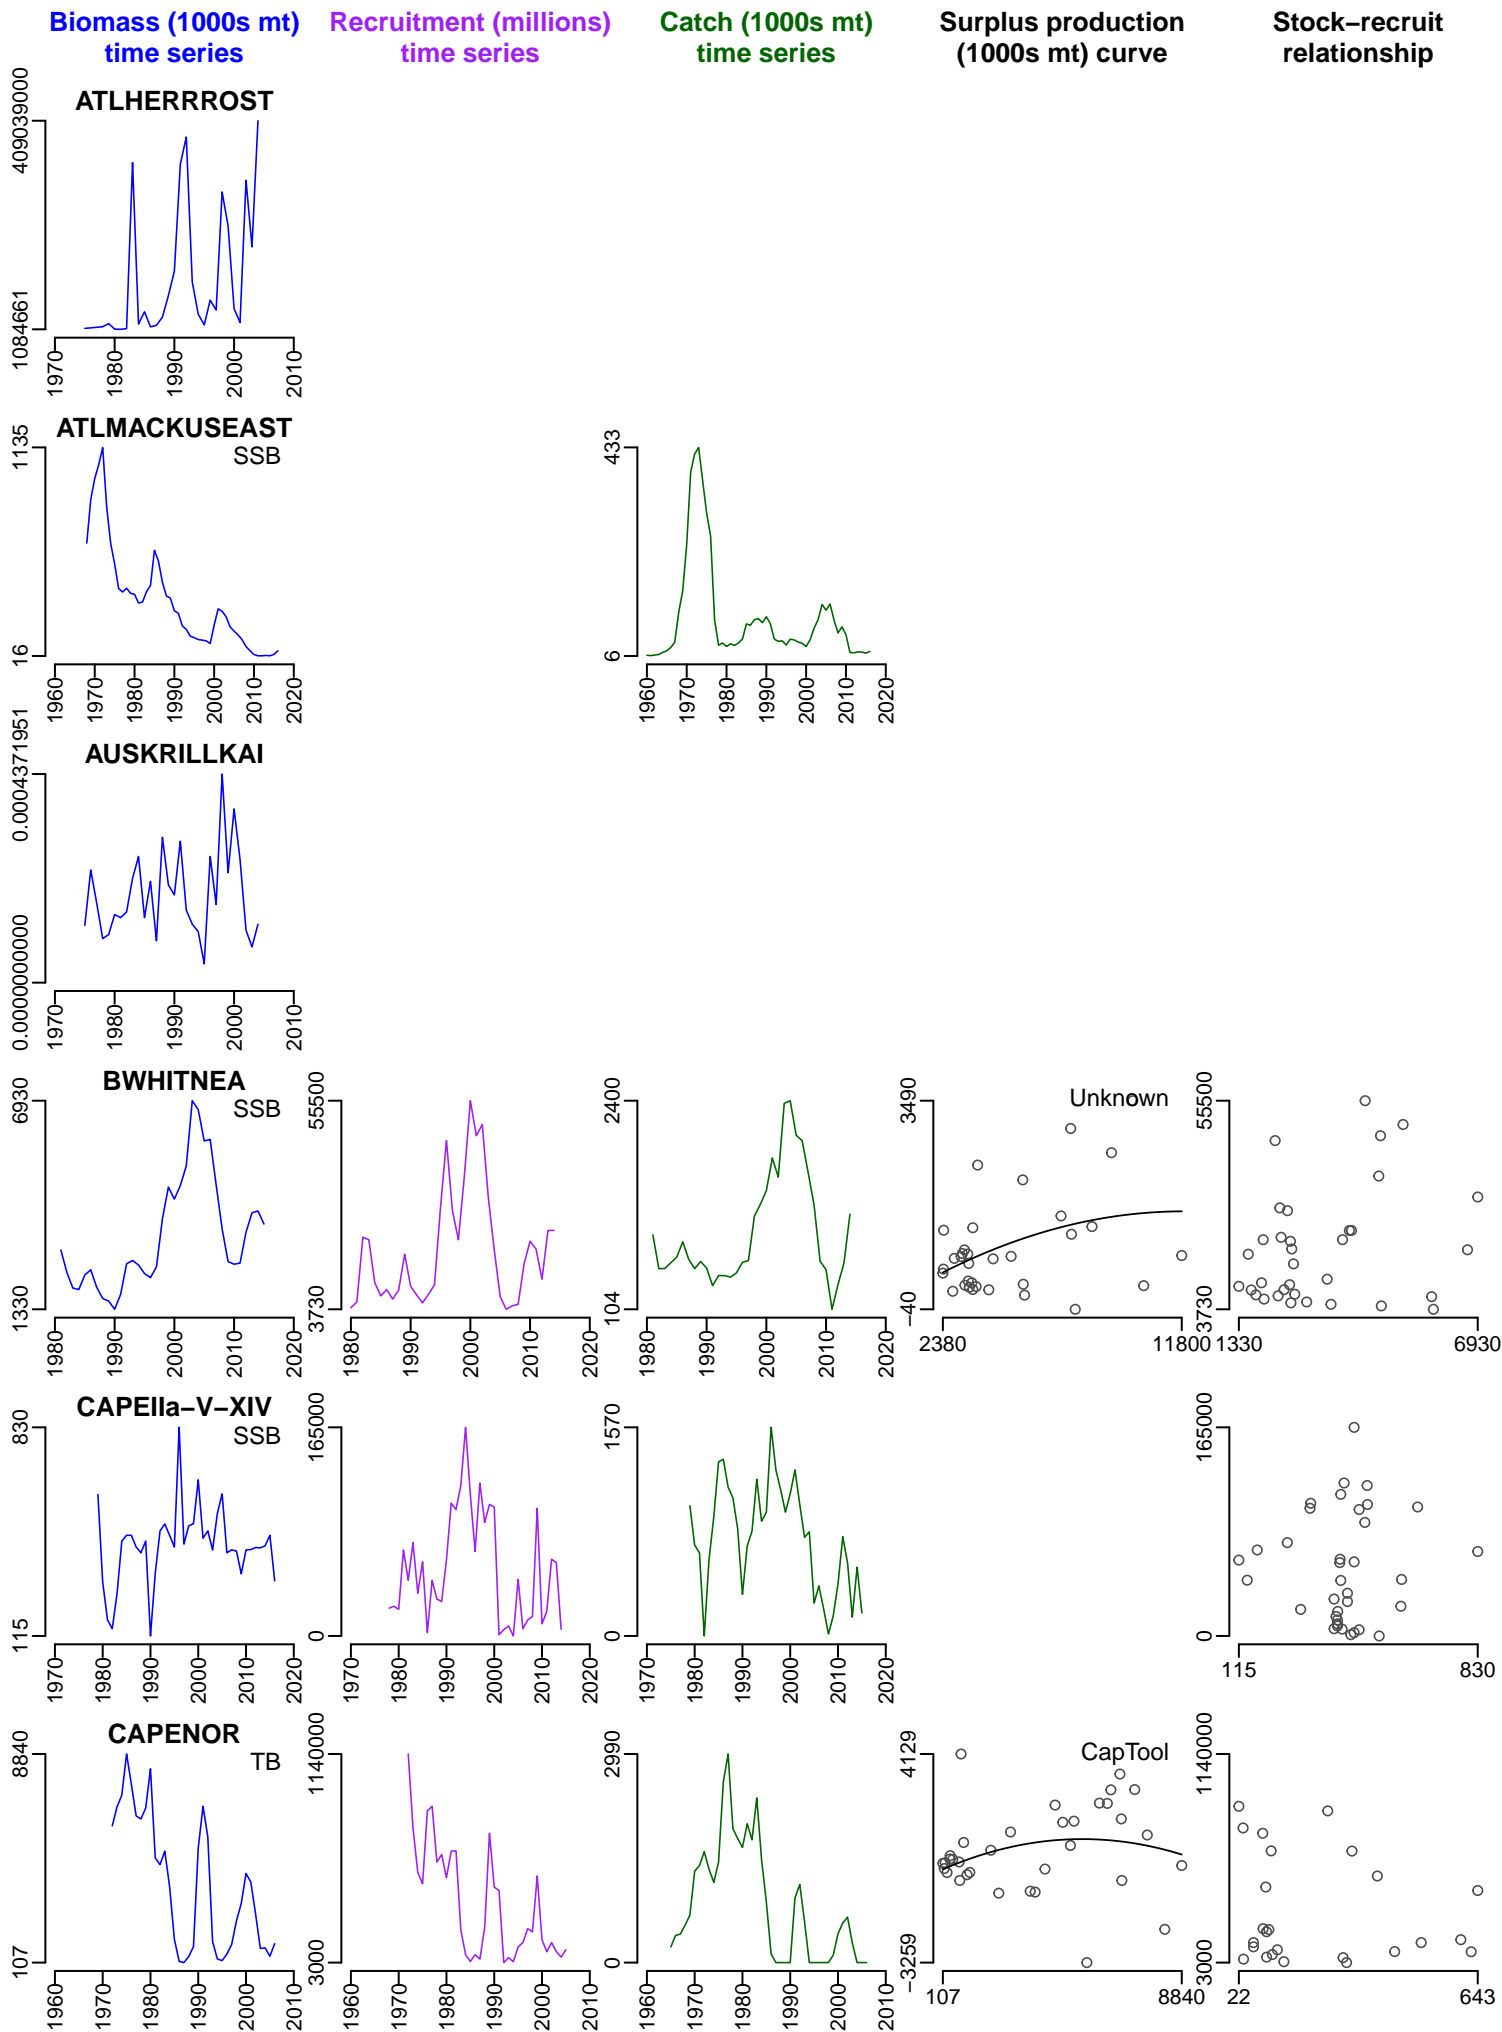 Biomass (1000s mt)
time series
Recruitment (millions)
time series
Catch (1000s mt)
time series
Surplus production
(1000s mt) curve
Stock−recruit
relationship
ATLHERRROST
409039000
1084661
1970 1980 1990 2000 2010
ATLMACKUSEAST
SSB
1135
16
1960 1970 1980 1990 2000 2010 2020
433
6
1960 1970 1980 1990 2000 2010 2020
AUSKRILLKAI
0.0004371951
0.0000000000
1970 1980 1990 2000 2010
BWHITNEA
SSB
6930
1330
1980 1990 2000 2010 2020
55500
3730
1980 1990 2000 2010 2020
2400
104
1980 1990 2000 2010 2020
Unknown
3490
−40
2380 11800
55500
3730
1330 6930
CAPEIIa−V−XIV
SSB
830
115
1970 1980 1990 2000 2010 2020
165000
0
1970 1980 1990 2000 2010 2020
1570
0
1970 1980 1990 2000 2010 2020
165000
0
115 830
CAPENOR
TB
8840
107
1960 1970 1980 1990 2000 2010
1140000
3000
1960 1970 1980 1990 2000 2010
2990
0
1960 1970 1980 1990 2000 2010
CapTool
4129
−3259
107 8840
1140000
3000
22 643